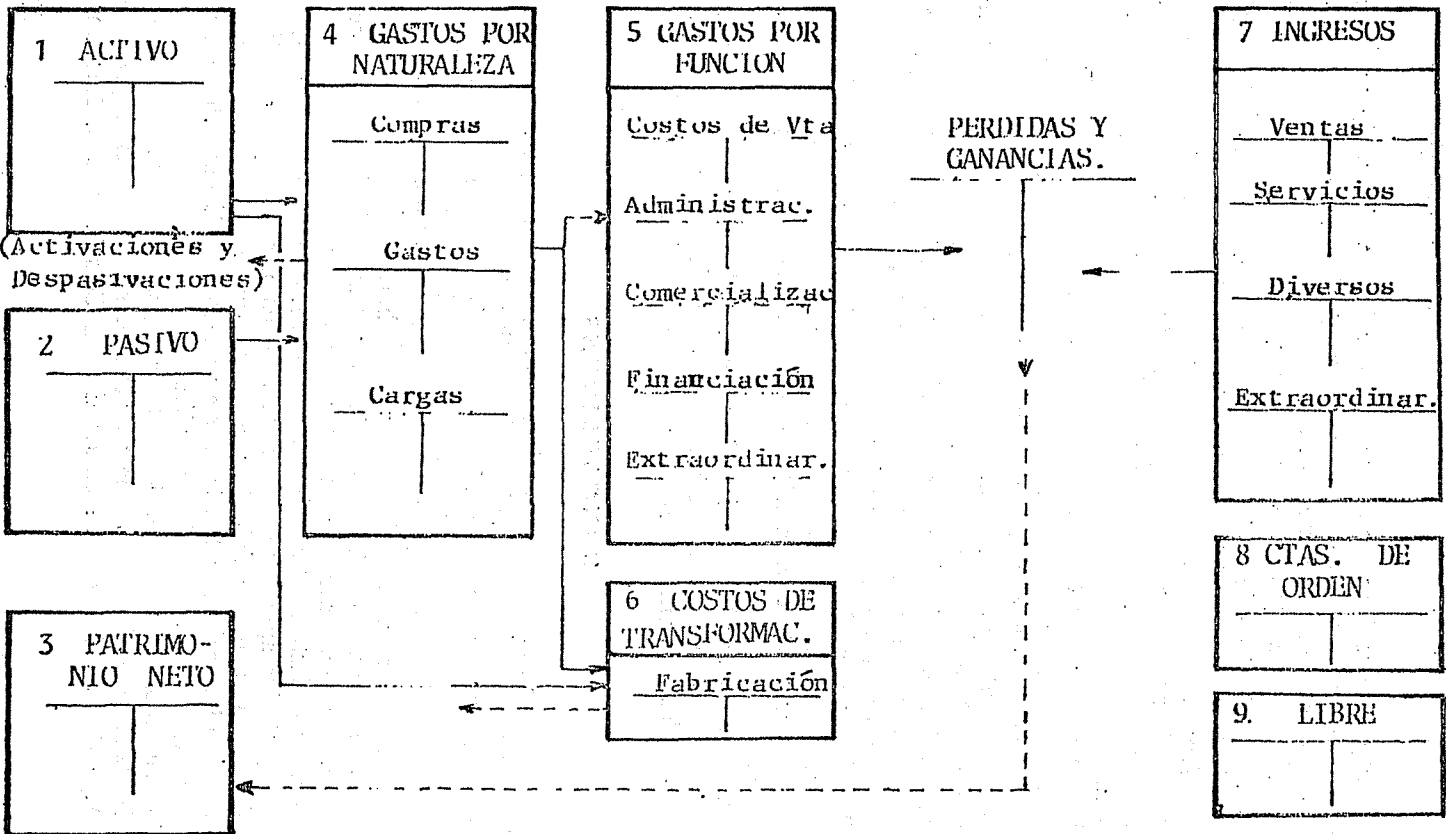 1 ACTIVO
(Activaciones y
Despasivaciones)
2 PASIVO
3 PATRIMO-
NIO NETO
4 GASTOS POR
NATURALEZA
Compras
Gastos
Cargas
5 GASTOS POR
FUNCION
Costos de Vta
Administrac.
Comercializac
Financiación
Extraordinar.
6 COSTOS DE
TRANSFORMAC.
Fabricación
PERDIDAS Y
GANANCIAS.
7 INGRESOS
Ventas
Servicios
Diversos
Extraordinar.
8 CTAS. DE
ORDEN
9. LIBRE